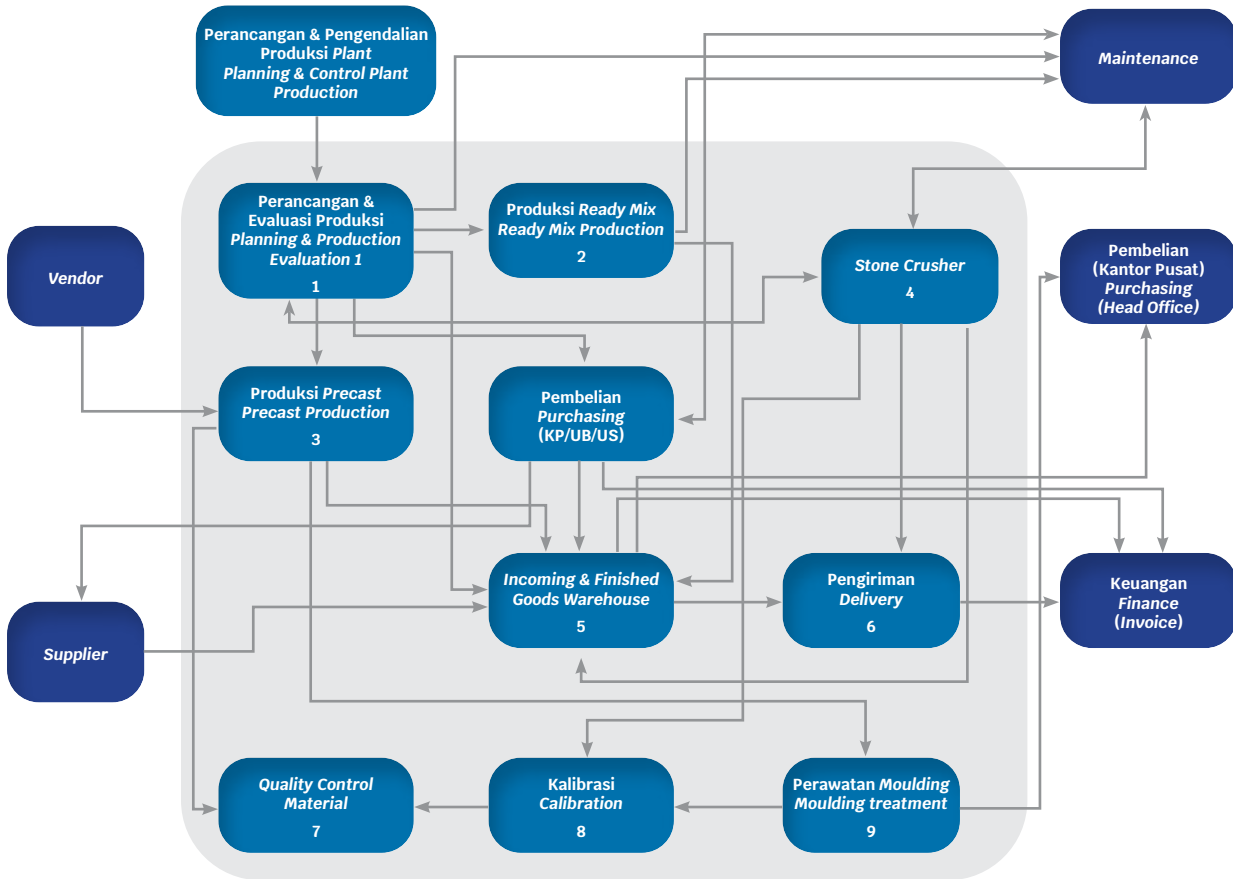 Perancangan & Pengendalian
Produksi Plant
Planning & Control Plant
Production
Maintenance
Perancangan &
Evaluasi Produksi
Planning & Production
Evaluation 1
1
Produksi Ready Mix
Ready Mix Production
2
Stone Crusher
4
Vendor
Pembelian
(Kantor Pusat)
Purchasing
(Head Office)
Produksi Precast
Precast Production
3
Pembelian
Purchasing
(KP/UB/US)
Incoming & Finished
Goods Warehouse
5
Pengiriman
Delivery
6
Keuangan
Finance
(Invoice)
Supplier
Quality Control
Material
7
Kalibrasi
Calibration
8
Perawatan Moulding
Moulding treatment
9